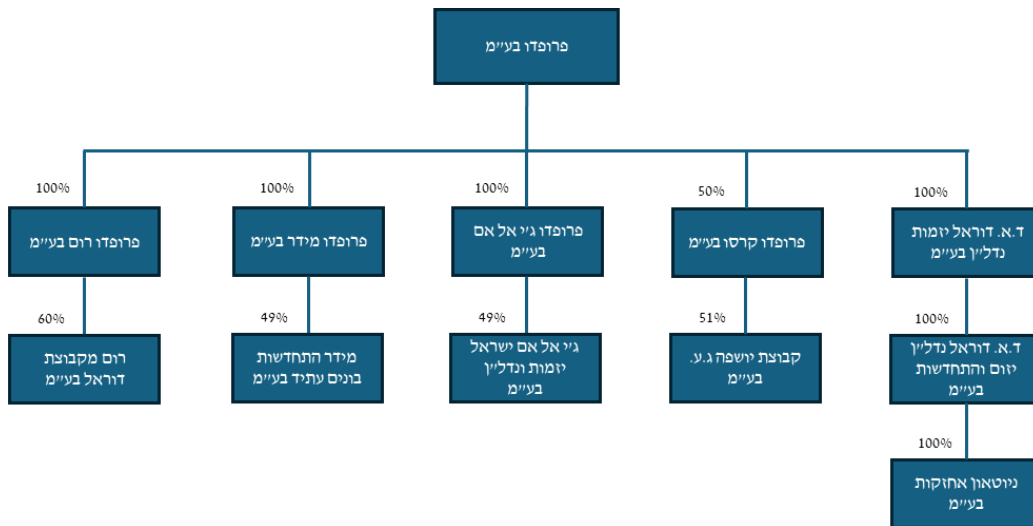 פרופדו בע"מ
100%
50%
100%
100%
100%
ד.א. דוראל יזמות
נדל"ן בע"מ
פרופדו קרסו בע"מ
פרופדו ג'י אל אם
בע"מ
פרופדו מידר בע"מ
פרופדו רום בע"מ
100%
51%
49%
49%
60%
ד.א. דוראל נדל"ן
יזום והתחדשות
בע"מ
קבוצת יושפה ג.ע.
בע"מ
ג'י אל אם ישראל
יזמות ונדל"ן
בע"מ
מידר התחדשות
בונים עתיד בע"מ
רום מקבוצת
דוראל בע"מ
100%
ניוטאון אחזקות
בע"מ